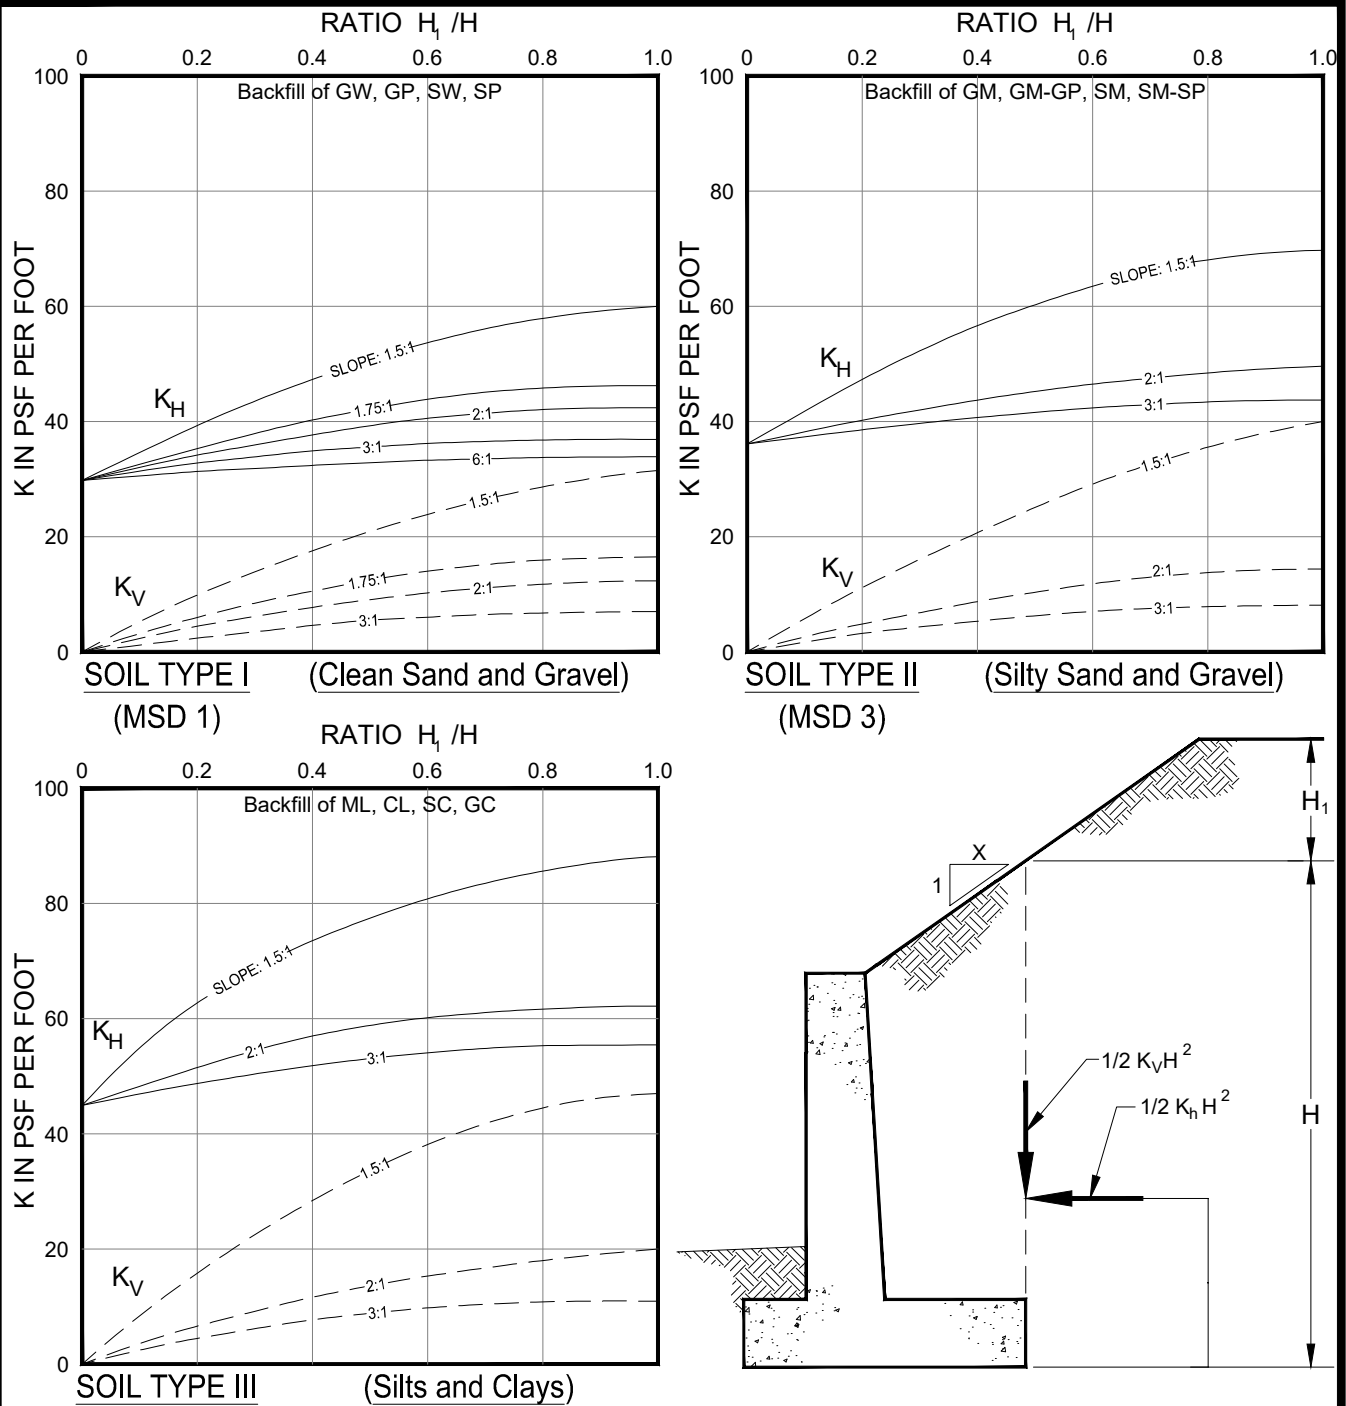 RATIO H₁ /H
0 0.2 0.4 0.6 0.8 1.0
100
80
60
40
20
0
K IN PSF PER FOOT
Backfill of GW, GP, SW, SP
K_H
SLOPE: 1.5:1
1.75:1
2:1
3:1
6:1
K_V
1.5:1
1.75:1
2:1
3:1
SOIL TYPE I (Clean Sand and Gravel)
(MSD 1)
RATIO H₁ /H
0 0.2 0.4 0.6 0.8 1.0
100
80
60
40
20
0
K IN PSF PER FOOT
Backfill of GM, GM-GP, SM, SM-SP
K_H
SLOPE: 1.5:1
2:1
3:1
K_V
1.5:1
2:1
3:1
SOIL TYPE II (Silty Sand and Gravel)
(MSD 3)
RATIO H₁ /H
0 0.2 0.4 0.6 0.8 1.0
100
80
60
40
20
0
K IN PSF PER FOOT
Backfill of ML, CL, SC, GC
K_H
SLOPE: 1.5:1
2:1
3:1
K_V
1.5:1
2:1
3:1
SOIL TYPE III (Silts and Clays)
H₁
X
1
1/2 K_VH²
1/2 K_h H²
H